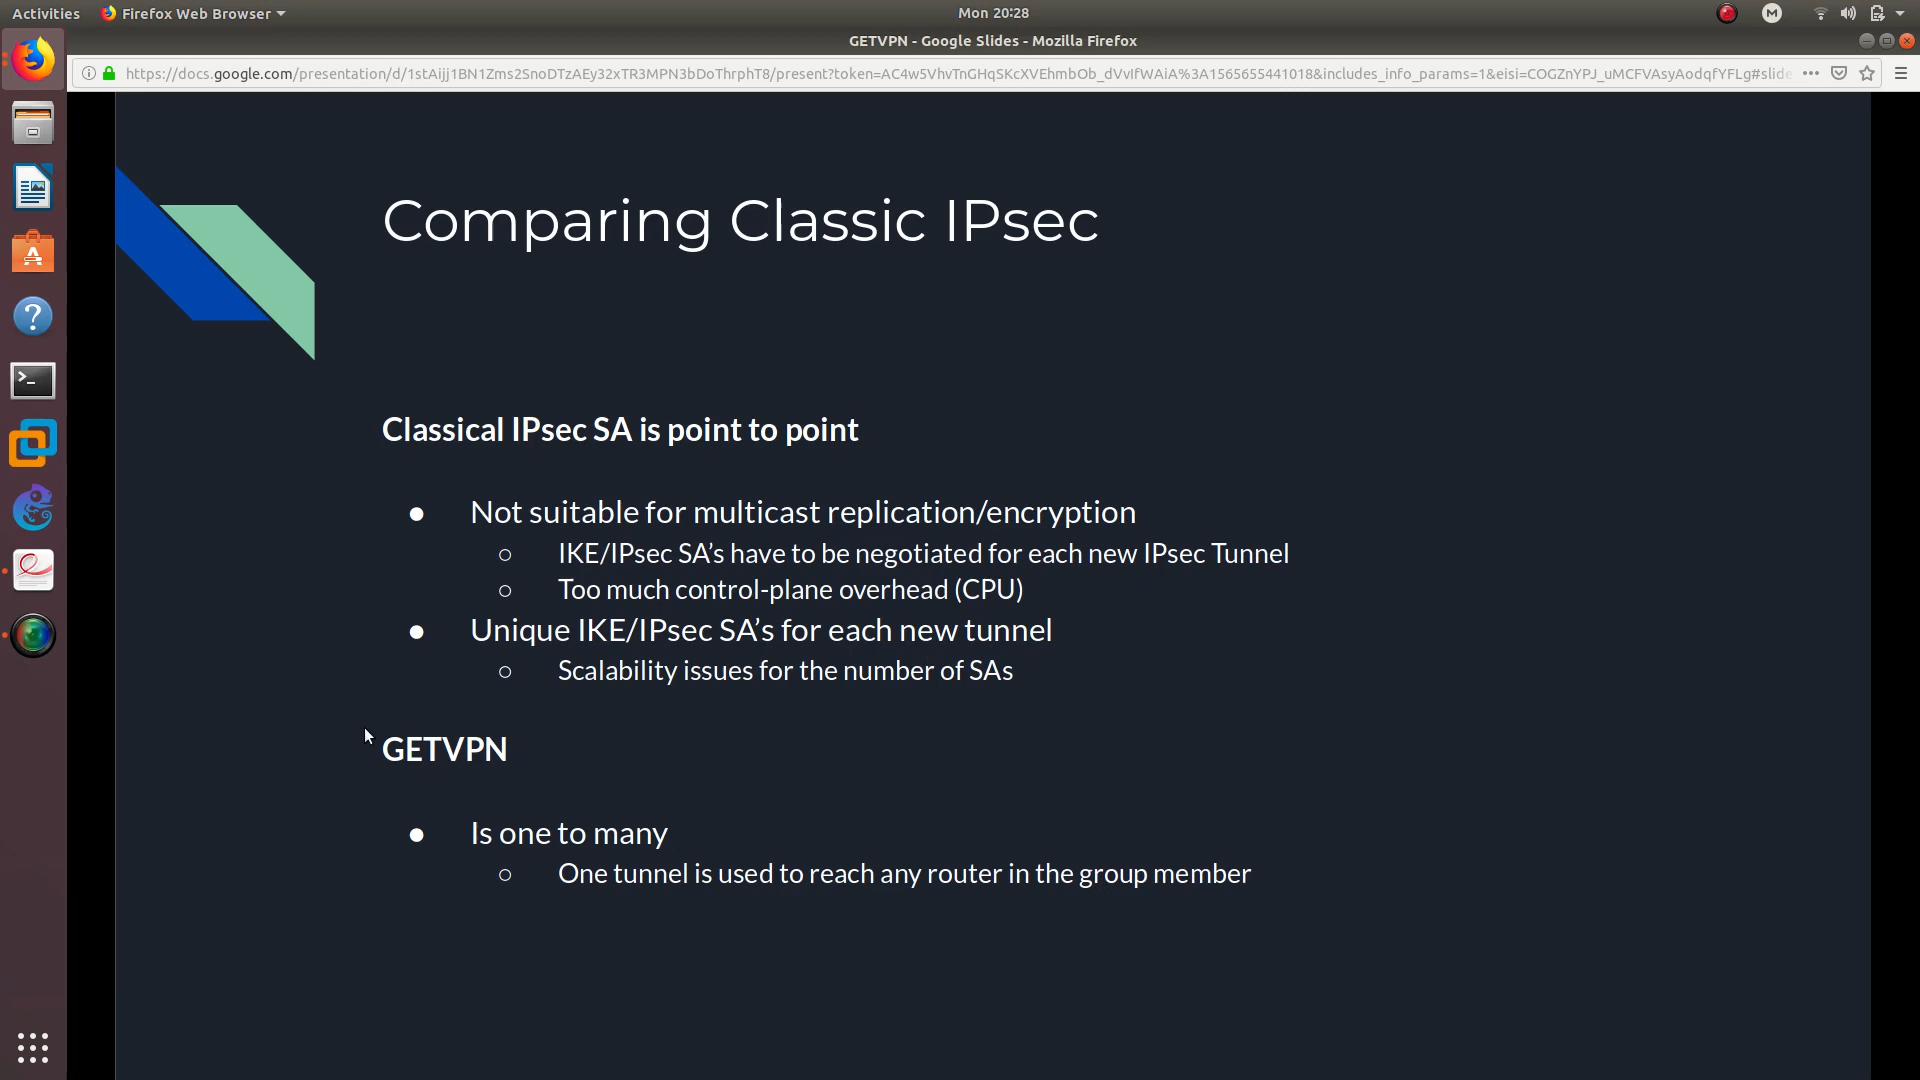 Activities
Firefox Web Browser
Mon 20:28
M
GETVPN - Google Slides - Mozilla Firefox
https://docs.google.com/presentation/d/1stAijj1BN1Zms2SnoDTzAEy32xTR3MPN3bDoThrphT8/present?token=AC4w5VhvTnGHqSKcXVEhmbOb_dVvIfWAiA%3A1565655441018&includes_info_params=1&eisi=COGZnYPJ_uMCFVAsyAodqfYFLg#slide
Comparing Classic IPsec
Classical IPsec SA is point to point
● Not suitable for multicast replication/encryption
○ IKE/IPsec SA’s have to be negotiated for each new IPsec Tunnel
○ Too much control-plane overhead (CPU)
● Unique IKE/IPsec SA’s for each new tunnel
○ Scalability issues for the number of SAs
GETVPN
● Is one to many
○ One tunnel is used to reach any router in the group member